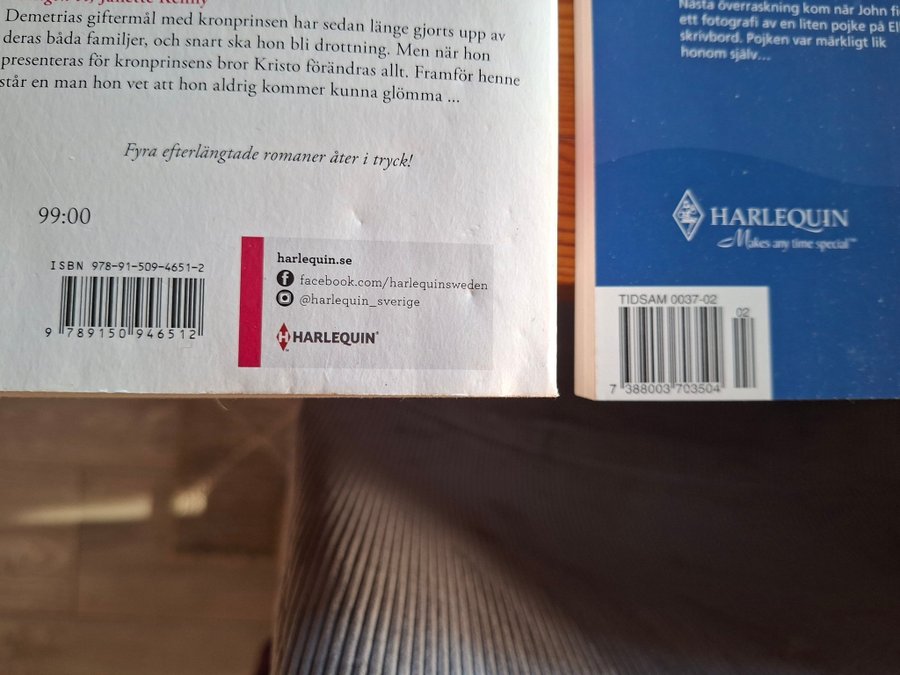 Janette Kenny
Demetrias giftermål med kronprinsen har sedan länge gjorts upp av
deras båda familjer, och snart ska hon bli drottning. Men när hon
presenteras för kronprinsens bror Kristo förändras allt. Framför henne
står en man hon vet att hon aldrig kommer kunna glömma ...
Fyra efterlängtade romaner åter i tryck!
99:00
ISBN 978-91-509-4651-2
9 789150 946512
harlequin.se
facebook.com/harlequinsweden
@harlequin_sverige
HARLEQUIN®
Nästa överraskning kom när John
ett fotografi av en liten pojke på
skrivbord. Pojken var märkligt lik
honom själv...
HARLEQUIN
Makes any time special™
TIDSAM 0037-02
02
7 388003 703504